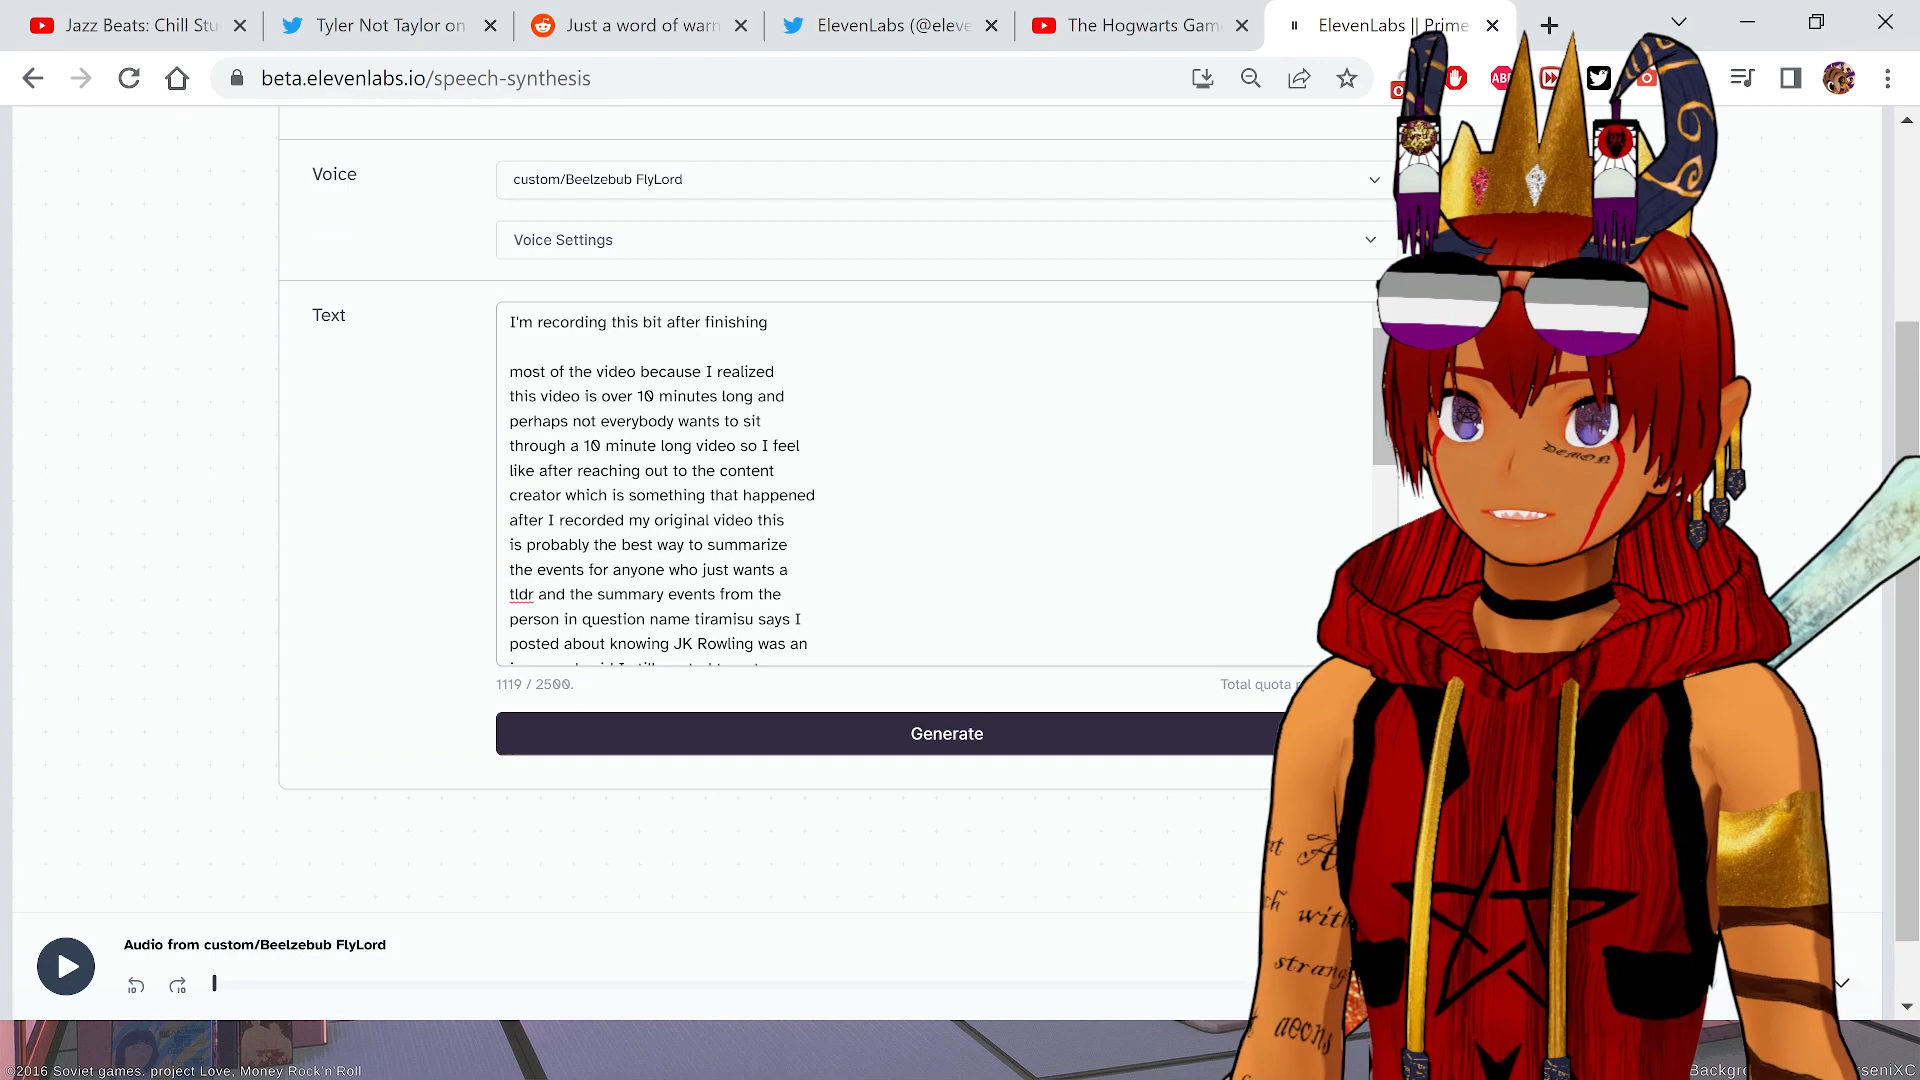 Jazz Beats: Chill Stu
Tyler Not Taylor on
Just a word of warn
ElevenLabs (@eleve
The Hogwarts Gam
ElevenLabs || Prime
beta.elevenlabs.io/speech-synthesis
Voice
custom/Beelzebub FlyLord
Voice Settings
Text
I'm recording this bit after finishing
most of the video because I realized
this video is over 10 minutes long and
perhaps not everybody wants to sit
through a 10 minute long video so I feel
like after reaching out to the content
creator which is something that happened
after I recorded my original video this
is probably the best way to summarize
the events for anyone who just wants a
tldr and the summary events from the
person in question name tiramisu says I
posted about knowing JK Rowling was an
1119 / 2500.
Total quota
Generate
DEMON
with
strang
aeons
Audio from custom/Beelzebub FlyLord
10
10
©2016 Soviet games. project Love, Money Rock'n'Roll
Backgr
rseniXC